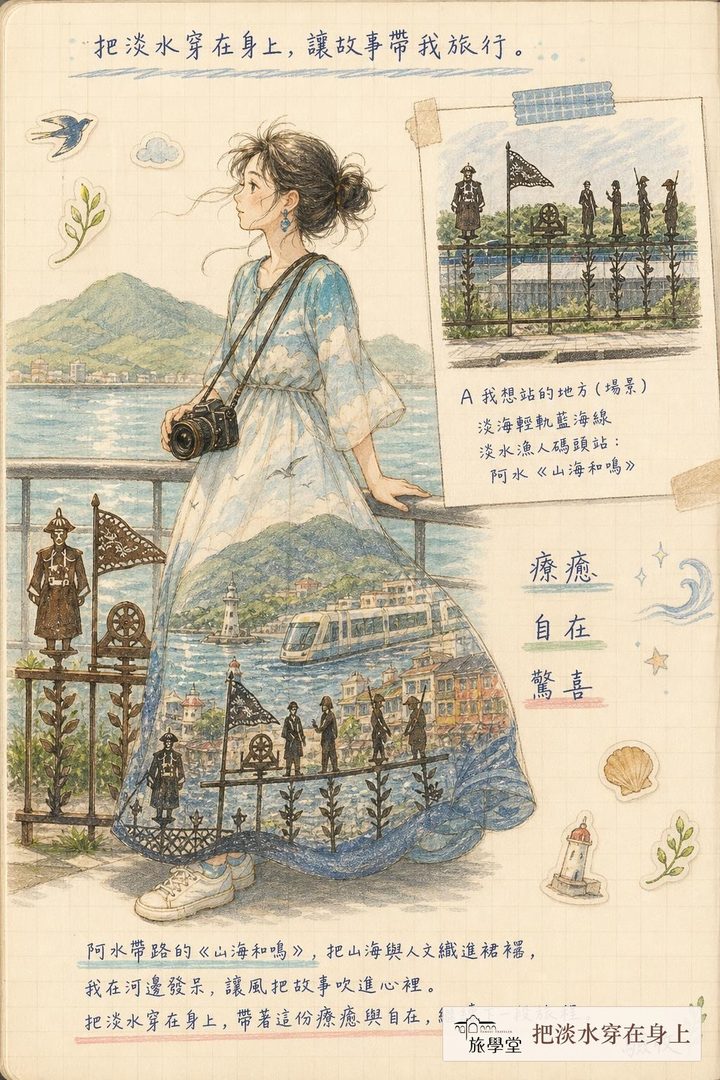 把淡水穿在身上，讓故事帶我旅行。
A 我想站的地方（場景）
淡海輕軌藍海線
淡水漁人碼頭站：
阿水《山海和鳴》
療癒
自在
驚喜
阿水帶路的《山海和鳴》，把山海與人文織進裙襬，
我在河邊發呆，讓風把故事吹進心裡。
把淡水穿在身上，帶著這份療癒與自在，
旅學堂
把淡水穿在身上